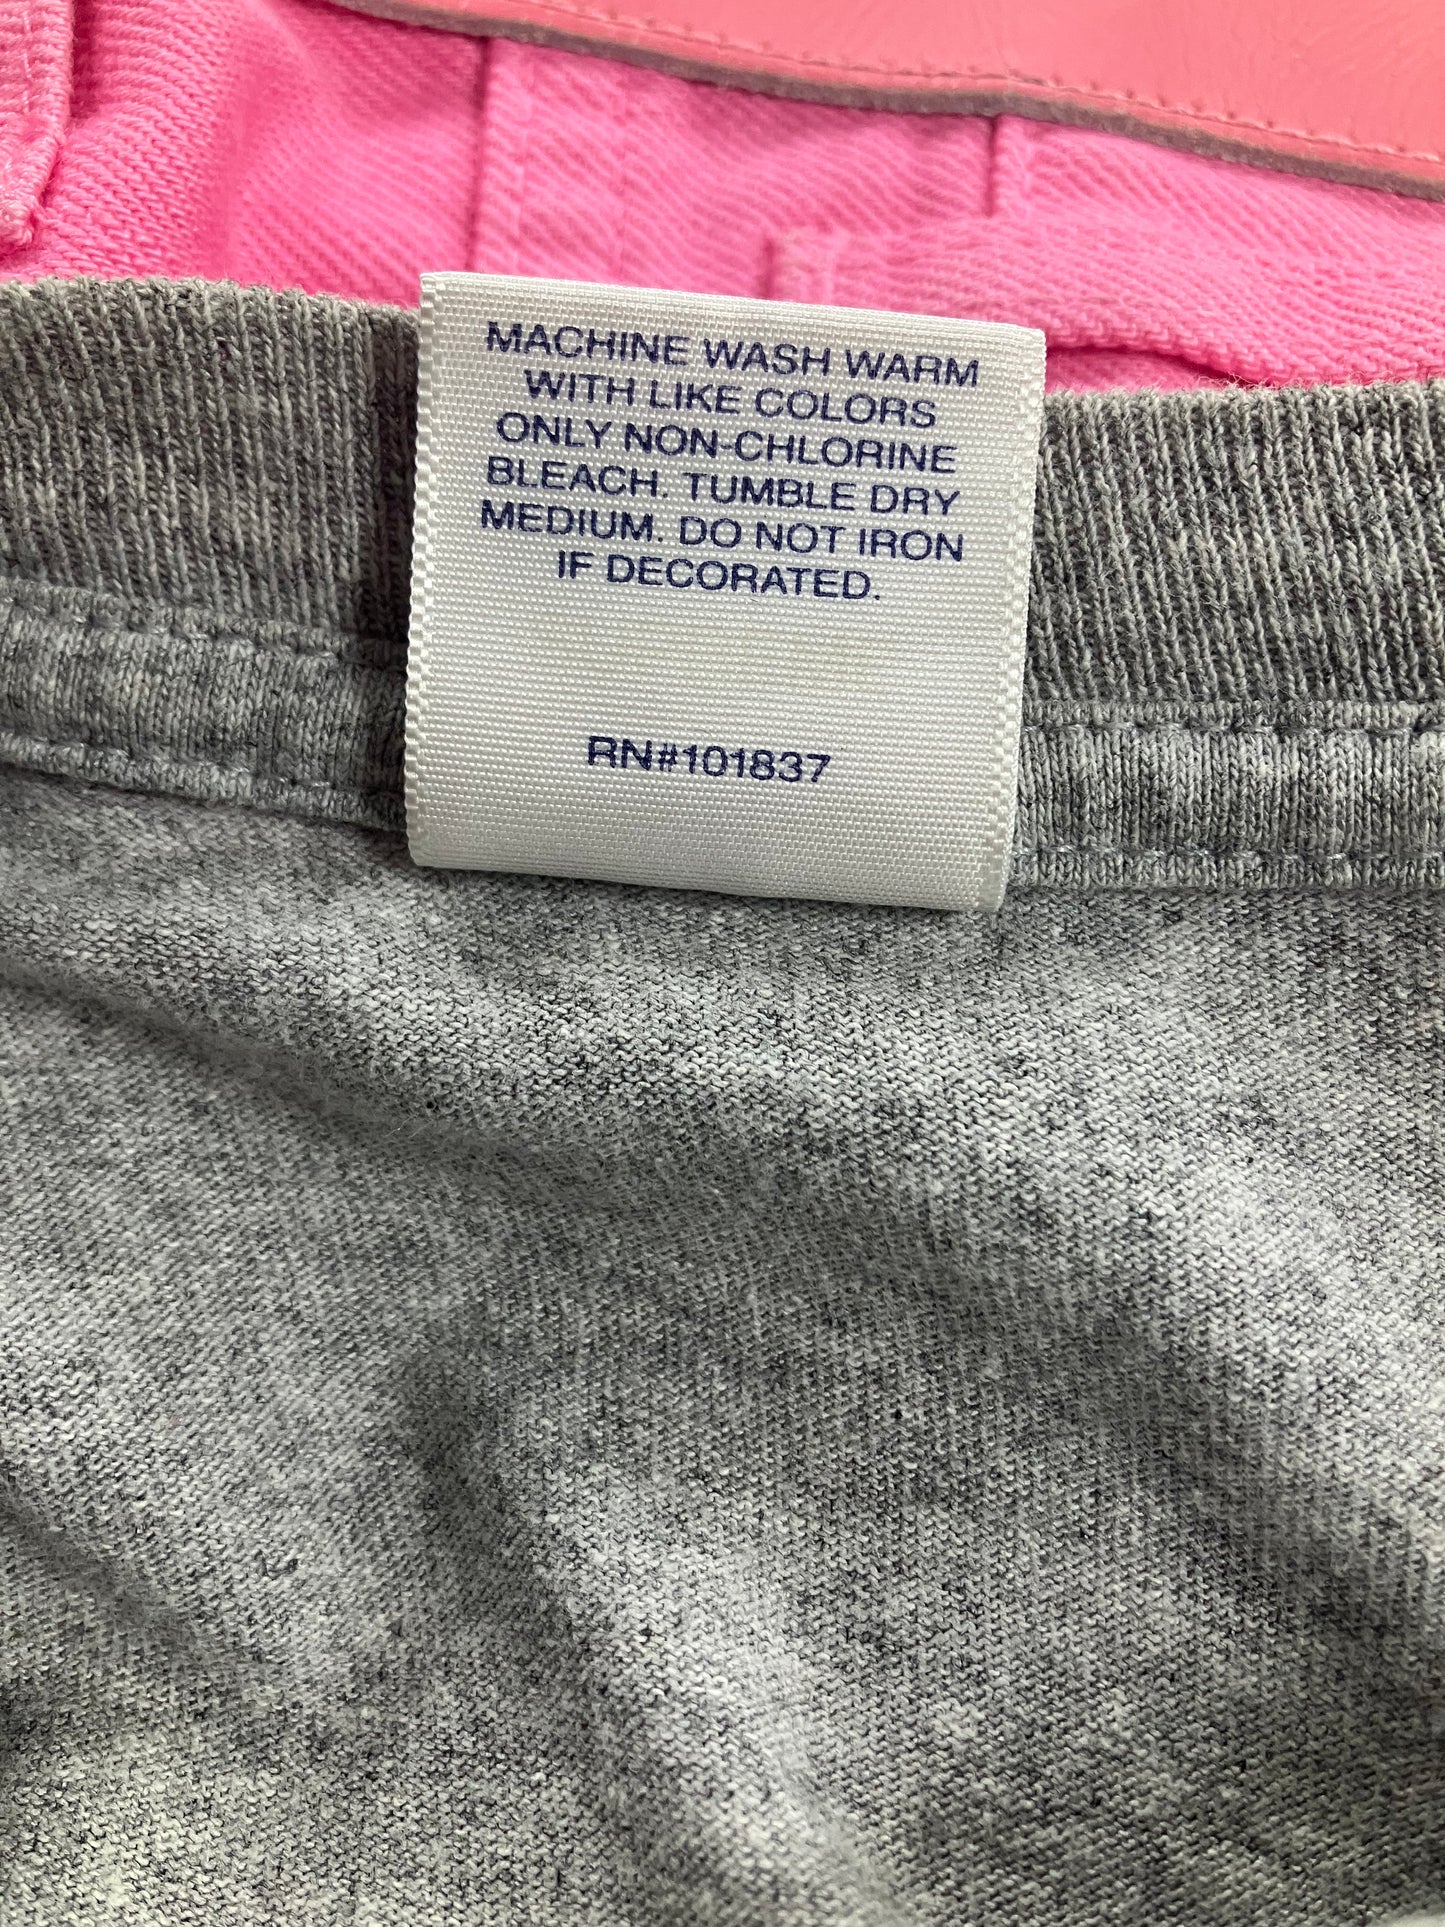 MACHINE WASH WARM
WITH LIKE COLORS
ONLY NON-CHLORINE
BLEACH. TUMBLE DRY
MEDIUM. DO NOT IRON
IF DECORATED.
RN#101837